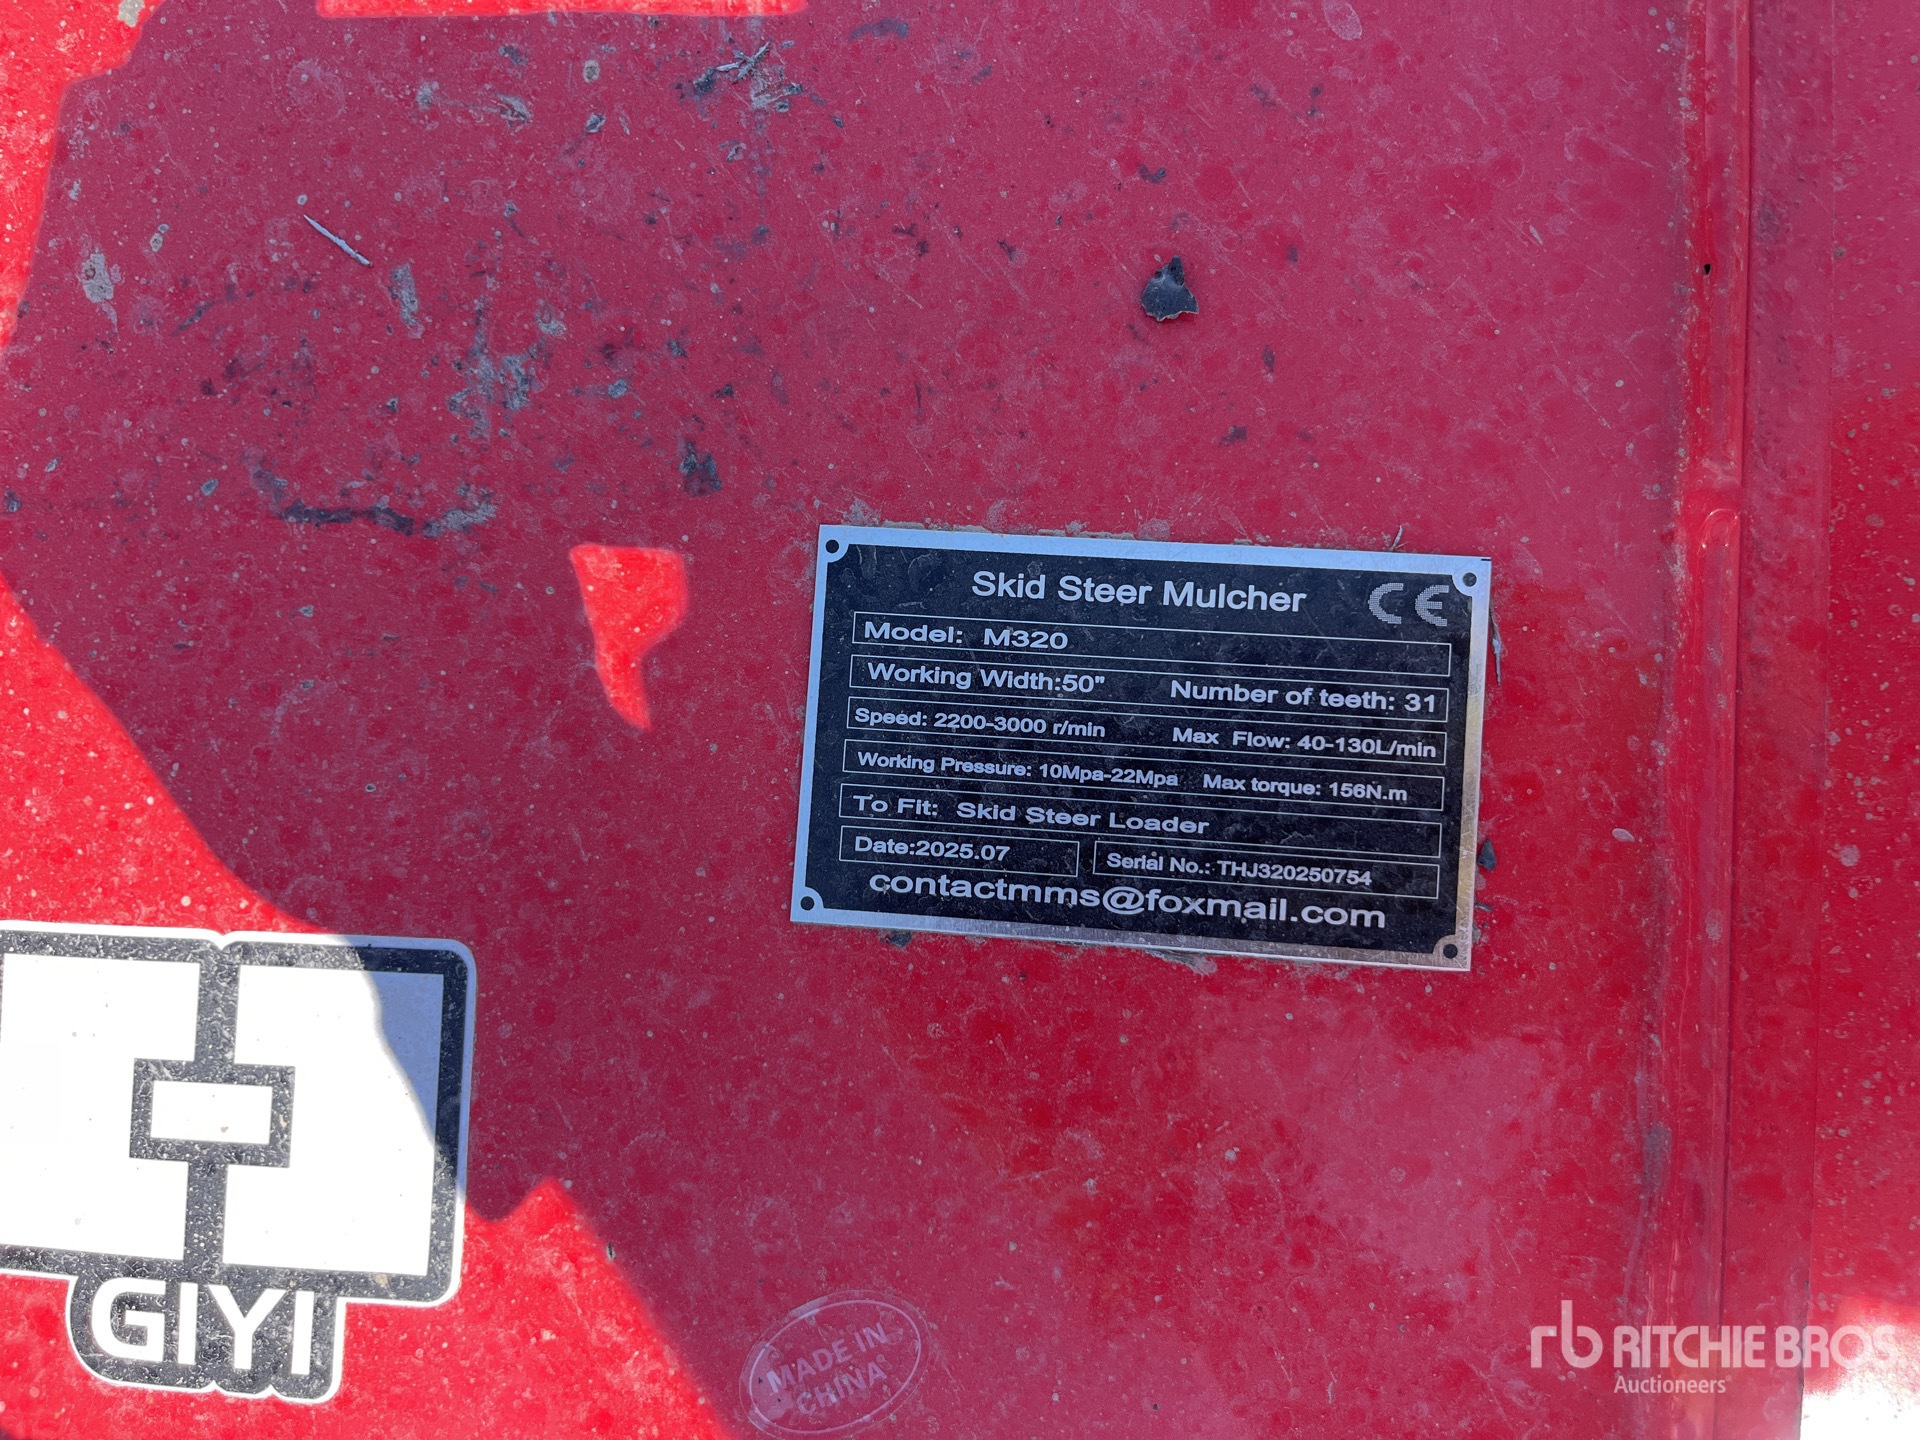 Skid Steer Mulcher CE
Model: M320
Working Width:50" Number of teeth: 31
Speed: 2200-3000 r/min Max Flow: 40-130L/min
Working Pressure: 10Mpa-22Mpa Max torque: 156N.m
To Fit: Skid Steer Loader
Date:2025.07 Serial No.: THJ320250754
contactmms@foxmail.com
GIYI
MADE IN
CHINA
rb RITCHIE BROS
Auctioneers